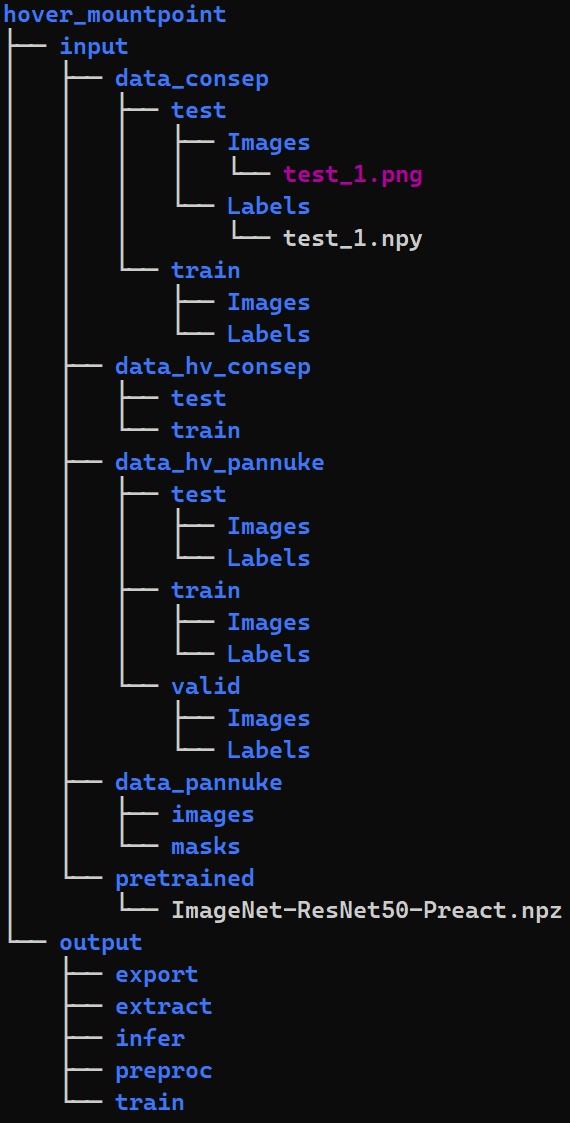 hover_mountpoint
├── input
│   ├── data_consep
│   │   ├── test
│   │   │   ├── Images
│   │   │   │   └── test_1.png
│   │   │   └── Labels
│   │   │       └── test_1.npy
│   │   └── train
│   │       ├── Images
│   │       └── Labels
│   ├── data_hv_consep
│   │   ├── test
│   │   └── train
│   ├── data_hv_pannuke
│   │   ├── test
│   │   │   ├── Images
│   │   │   └── Labels
│   │   ├── train
│   │   │   ├── Images
│   │   │   └── Labels
│   │   └── valid
│   │       ├── Images
│   │       └── Labels
│   ├── data_pannuke
│   │   ├── images
│   │   └── masks
│   └── pretrained
│       └── ImageNet-ResNet50-Preact.npz
└── output
    ├── export
    ├── extract
    ├── infer
    ├── preproc
    └── train